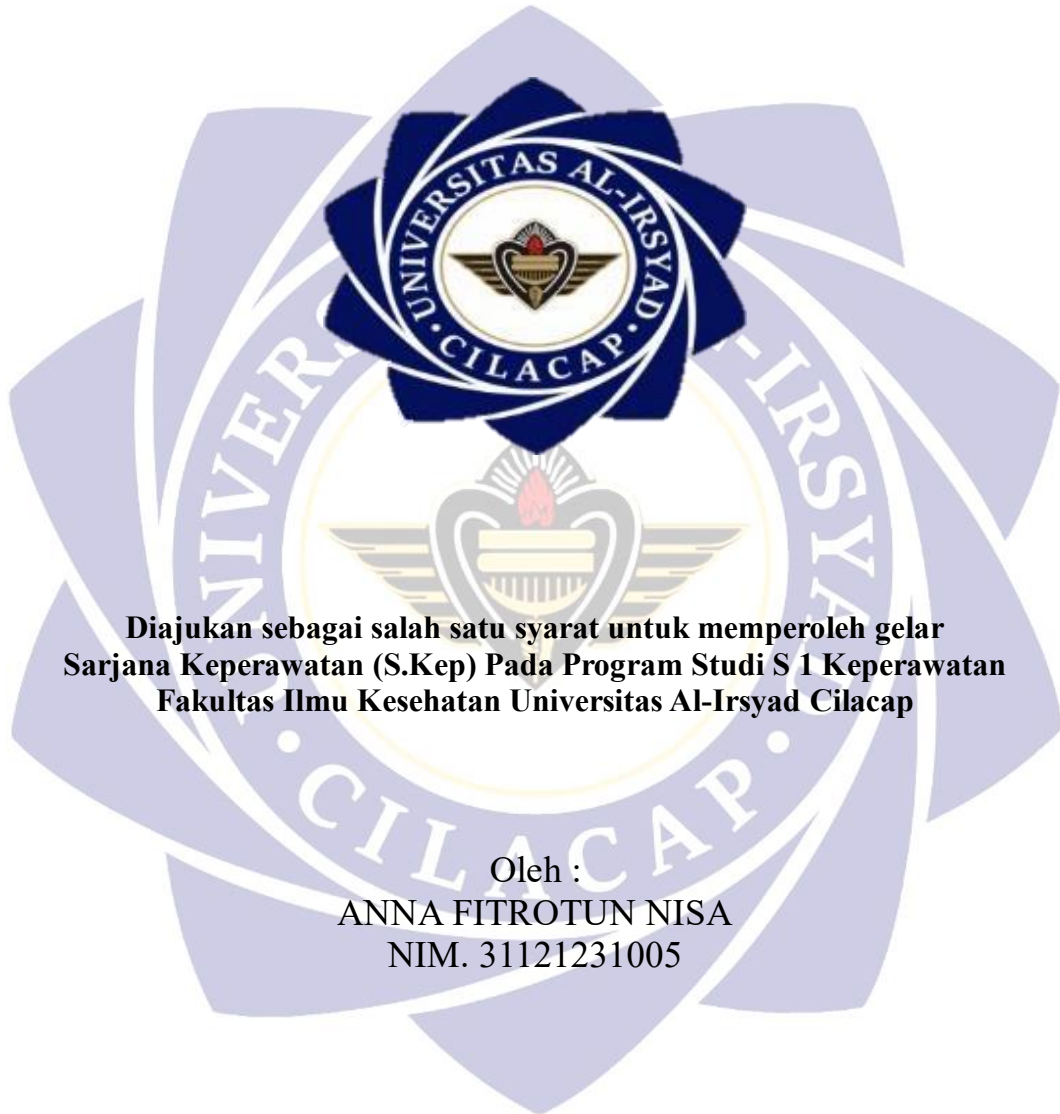 UNIVERSITAS AL-IRSYAD
CILACAP
Diajukan sebagai salah satu syarat untuk memperoleh gelar
Sarjana Keperawatan (S.Kep) Pada Program Studi S 1 Keperawatan
Fakultas Ilmu Kesehatan Universitas Al-Irsyad Cilacap
Oleh :
ANNA FITROTUN NISA
NIM. 31121231005